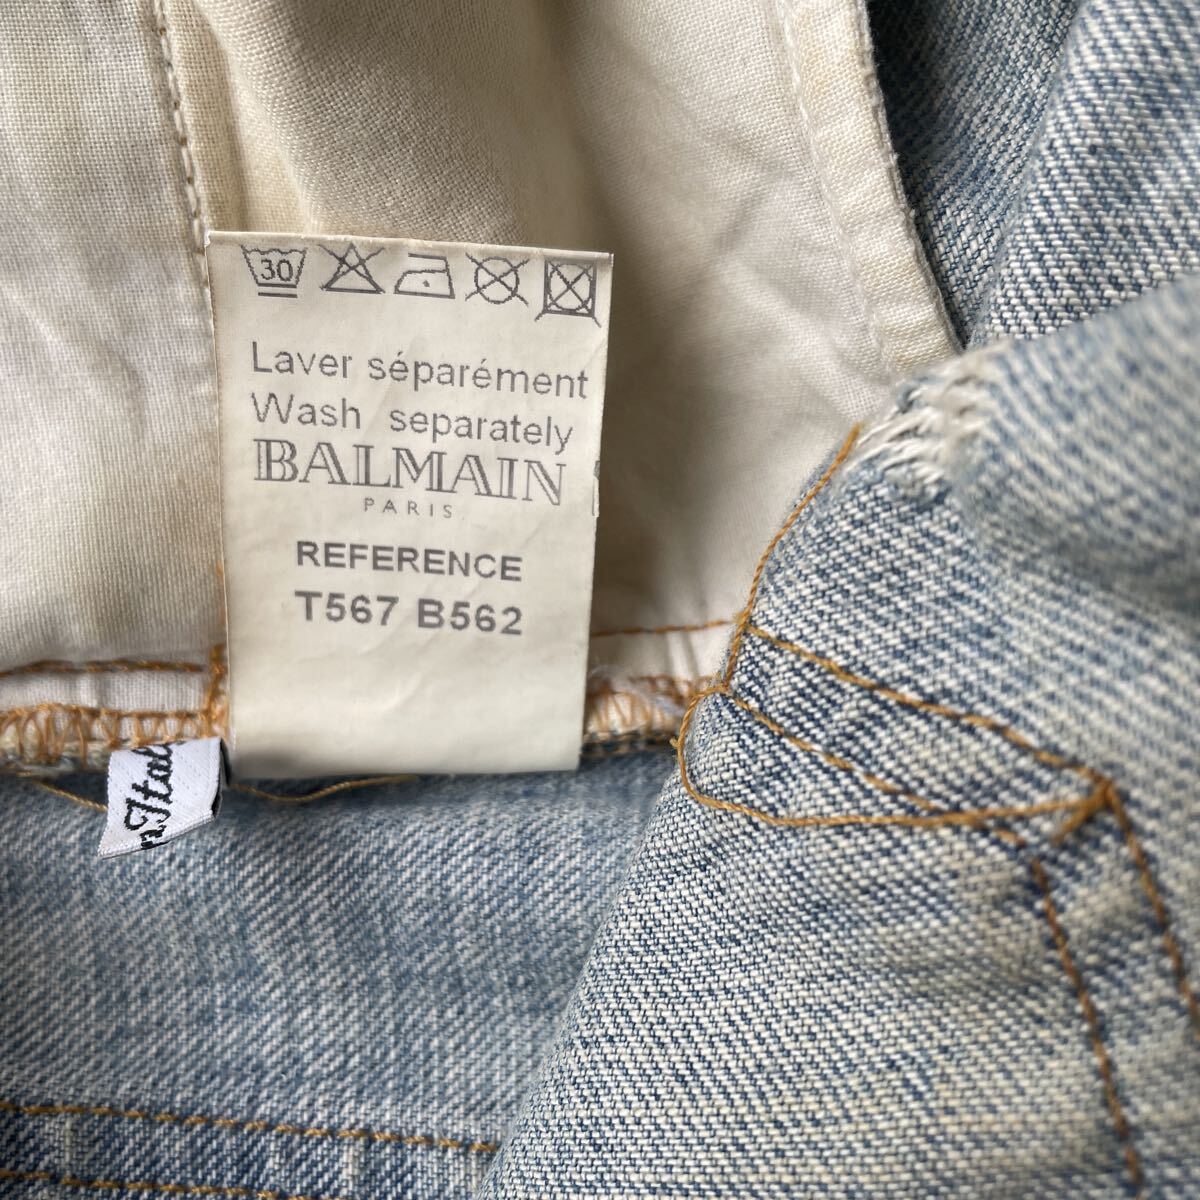 30
Laver séparément
Wash separately
BALMAIN
PARIS
REFERENCE
T567 B562